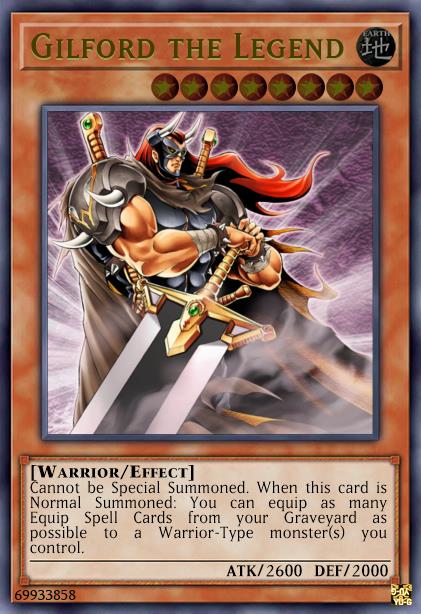 Gilford the Legend
EARTH
地
[Warrior/Effect]
Cannot be Special Summoned. When this card is
Normal Summoned: You can equip as many
Equip Spell Cards from your Graveyard as
possible to a Warrior-Type monster(s) you
control.
ATK/2600 DEF/2000
69933858